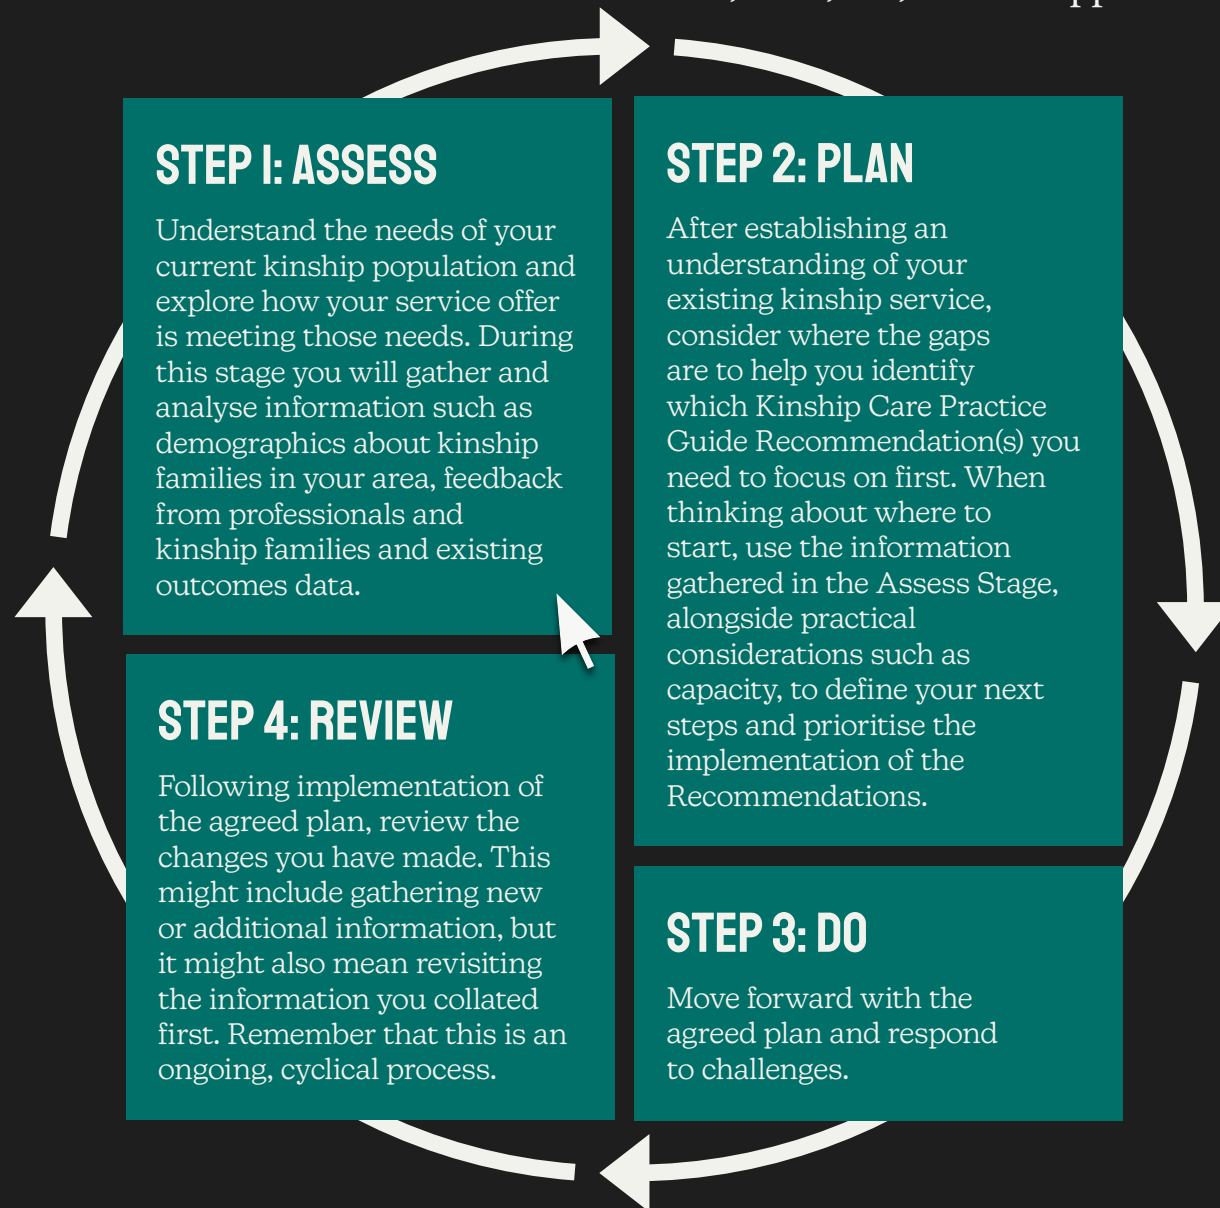 STEP 1: ASSESS
Understand the needs of your
current kinship population and
explore how your service offer
is meeting those needs. During
this stage you will gather and
analyse information such as
demographics about kinship
families in your area, feedback
from professionals and
kinship families and existing
outcomes data.
STEP 2: PLAN
After establishing an
understanding of your
existing kinship service,
consider where the gaps
are to help you identify
which Kinship Care Practice
Guide Recommendation(s) you
need to focus on first. When
thinking about where to
start, use the information
gathered in the Assess Stage,
alongside practical
considerations such as
capacity, to define your next
steps and prioritise the
implementation of the
Recommendations.
STEP 3: DO
Move forward with the
agreed plan and respond
to challenges.
STEP 4: REVIEW
Following implementation of
the agreed plan, review the
changes you have made. This
might include gathering new
or additional information, but
it might also mean revisiting
the information you collated
first. Remember that this is an
ongoing, cyclical process.